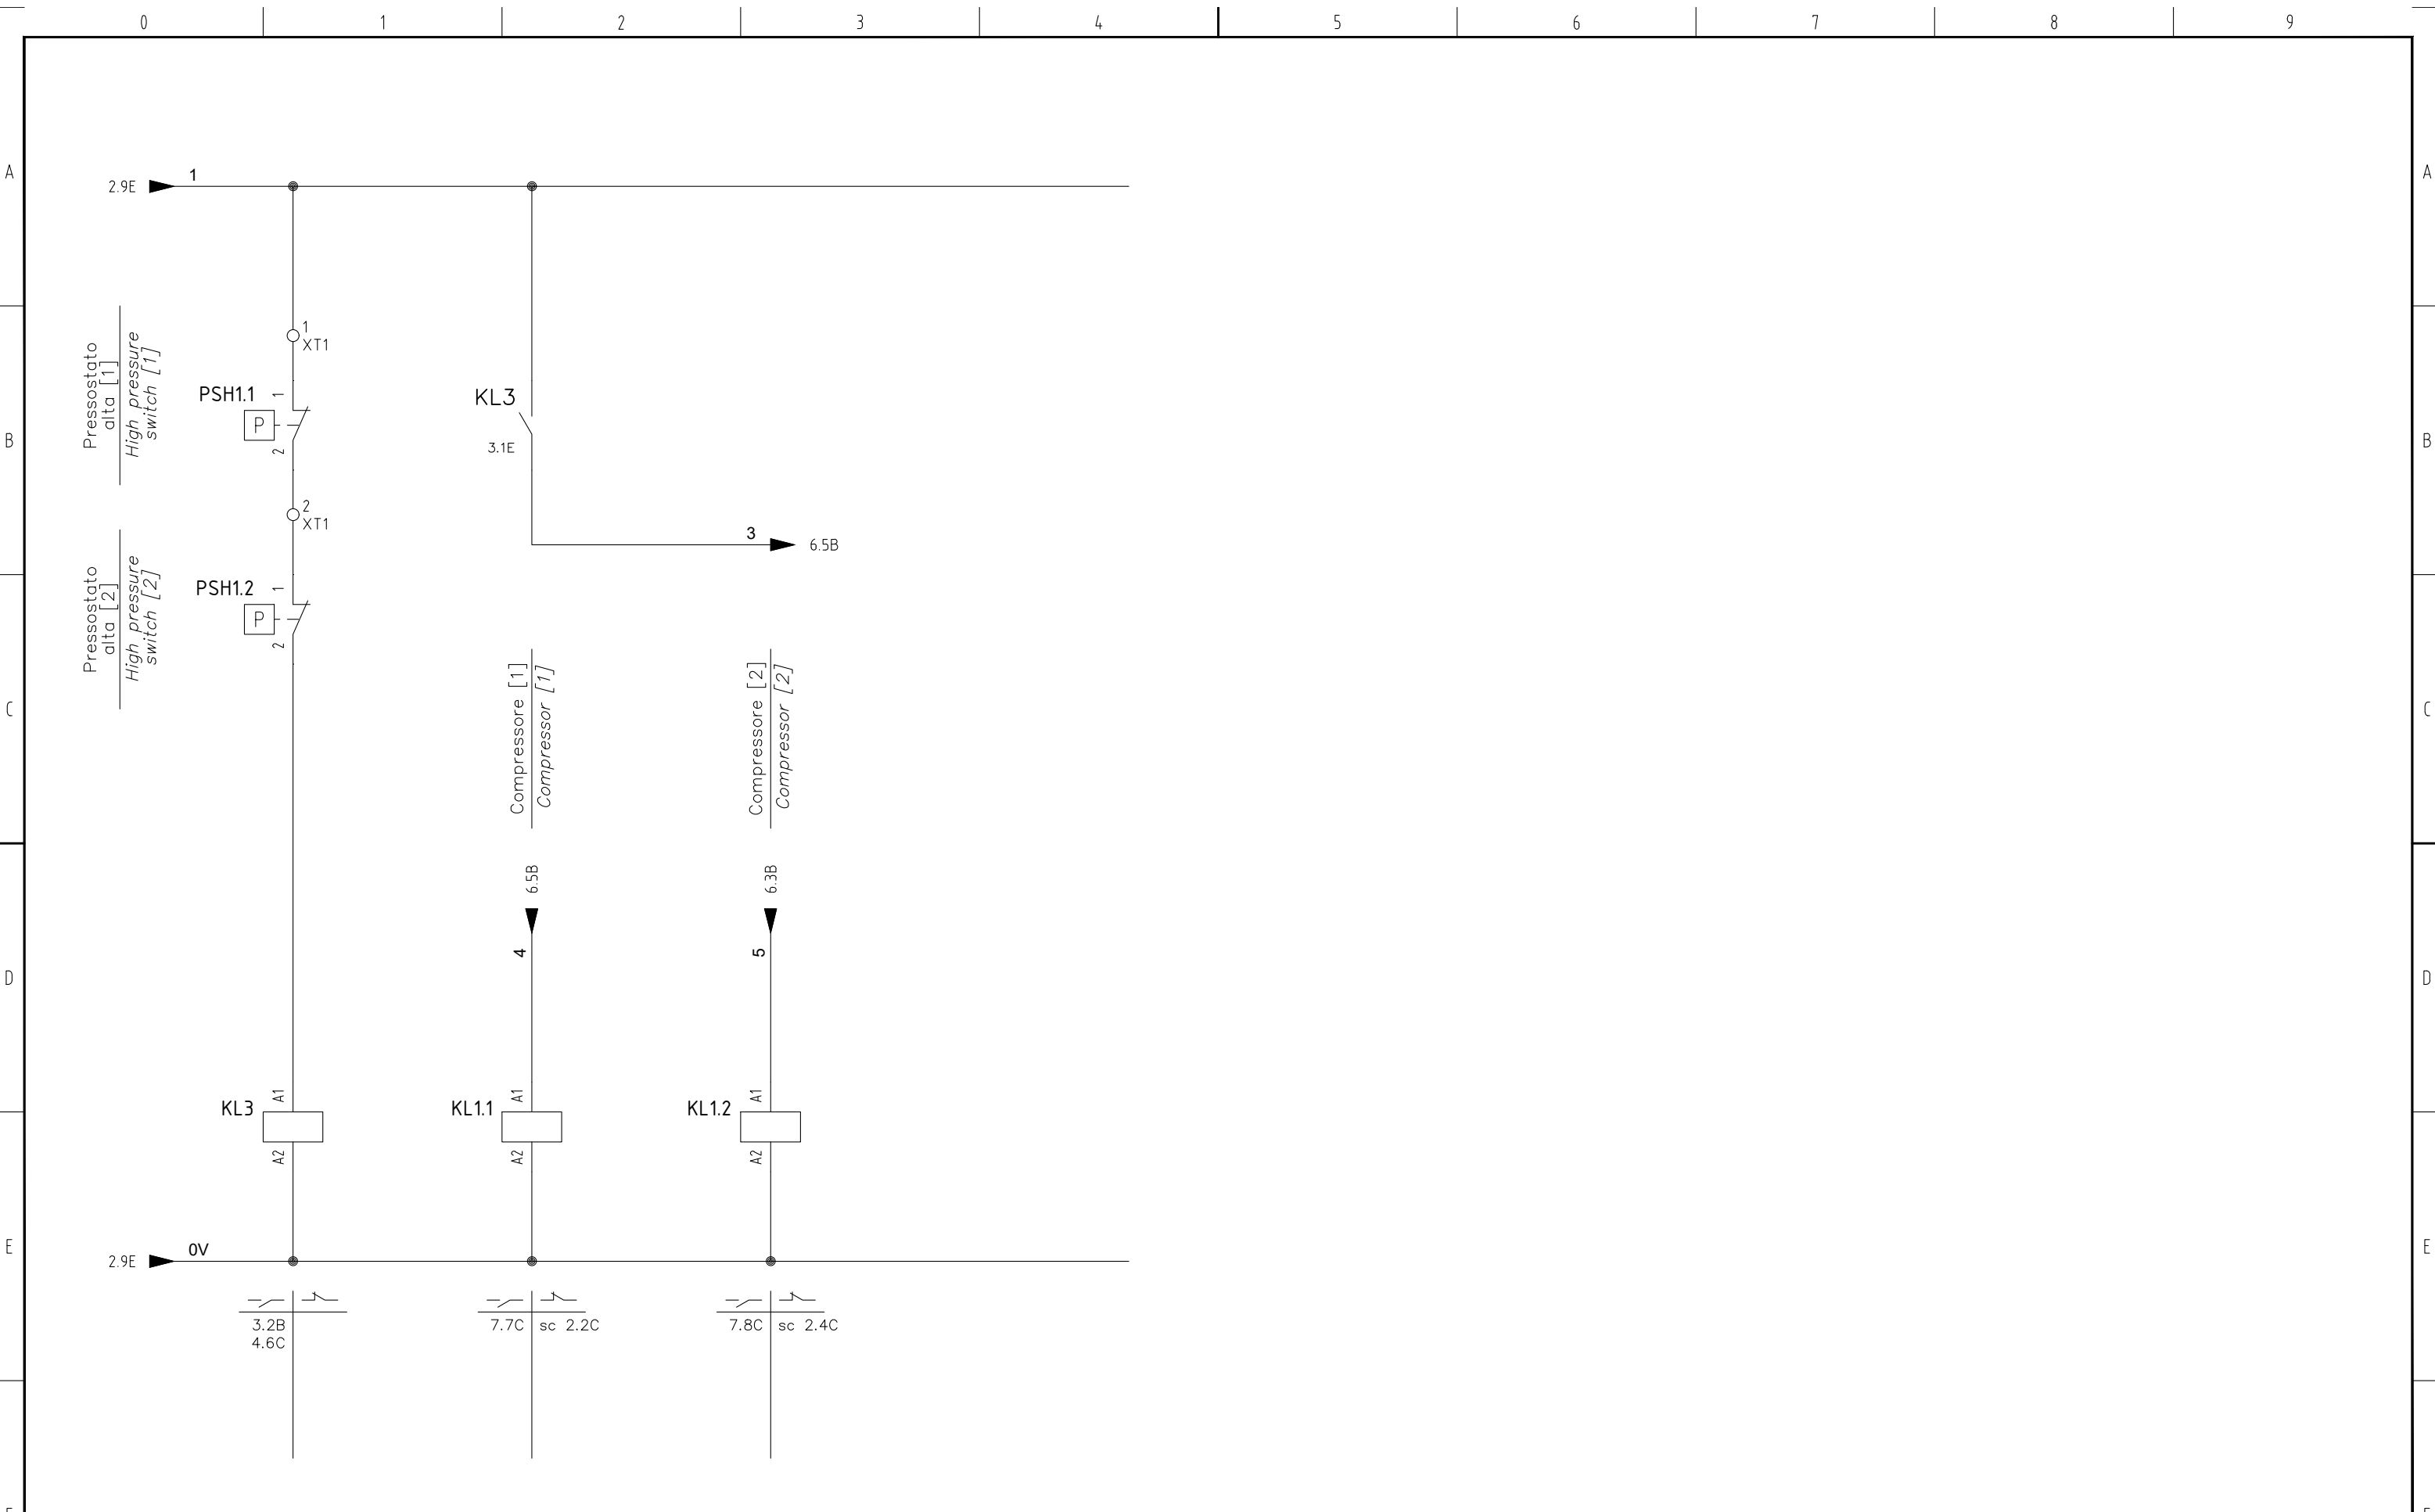 0 1 2 3 4 5 6 7 8 9
A A
2.9E 1
B B
Pressostato
alta [1]
High pressure
switch [1]
1
XT1
PSH1.1 1
P
2
KL3
3.1E
2
XT1
3 6.5B
C C
Pressostato
alta [2]
High pressure
switch [2]
PSH1.2 1
P
2
Compressore [1]
Compressor [1]
Compressore [2]
Compressor [2]
D D
6.5B
4
6.3B
5
KL3 A1
A2
KL1.1 A1
A2
KL1.2 A1
A2
E E
2.9E 0V
3.2B
4.6C
7.7C sc 2.2C
7.8C sc 2.4C